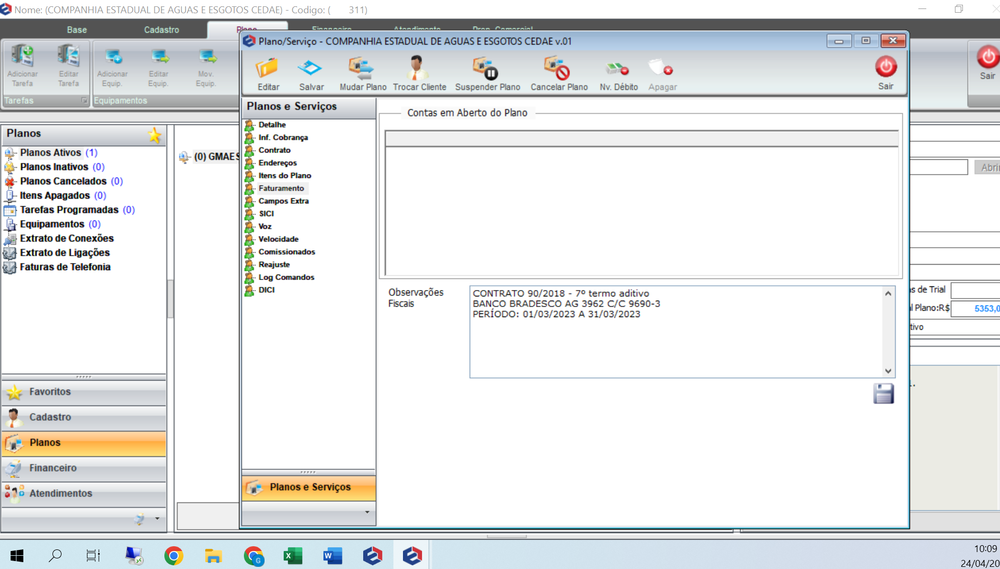 Nome: (COMPANHIA ESTADUAL DE AGUAS E ESGOTOS CEDAE) - Codigo: ( 311)
Base
Cadastro
Plano
Financeiro
Atendimento
Prop. Comercial
Adicionar Tarefa
Editar Tarefa
Adicionar Equip.
Editar Equip.
Mov. Equip.
Tarefas
Equipamentos
Sair
Plano/Serviço - COMPANHIA ESTADUAL DE AGUAS E ESGOTOS CEDAE v.01
Editar
Salvar
Mudar Plano
Trocar Cliente
Suspender Plano
Cancelar Plano
Nv. Débito
Apagar
Sair
Planos
Planos Ativos (1)
Planos Inativos (0)
Planos Cancelados (0)
Itens Apagados (0)
Tarefas Programadas (0)
Equipamentos (0)
Extrato de Conexões
Extrato de Ligações
Faturas de Telefonia
Favoritos
Cadastro
Planos
Financeiro
Atendimentos
(0) GMAES
Planos e Serviços
Detalhe
Inf. Cobrança
Contrato
Endereços
Itens do Plano
Faturamento
Campos Extra
SICI
Voz
Velocidade
Comissionados
Reajuste
Log Comandos
DICI
Planos e Serviços
Contas em Aberto do Plano
Observações
Fiscais
CONTRATO 90/2018 - 7º termo aditivo
BANCO BRADESCO AG 3962 C/C 9690-3
PERÍODO: 01/03/2023 A 31/03/2023
Abri
s de Trial
l Plano:R$ 5353,0
tivo
10:09
24/04/20